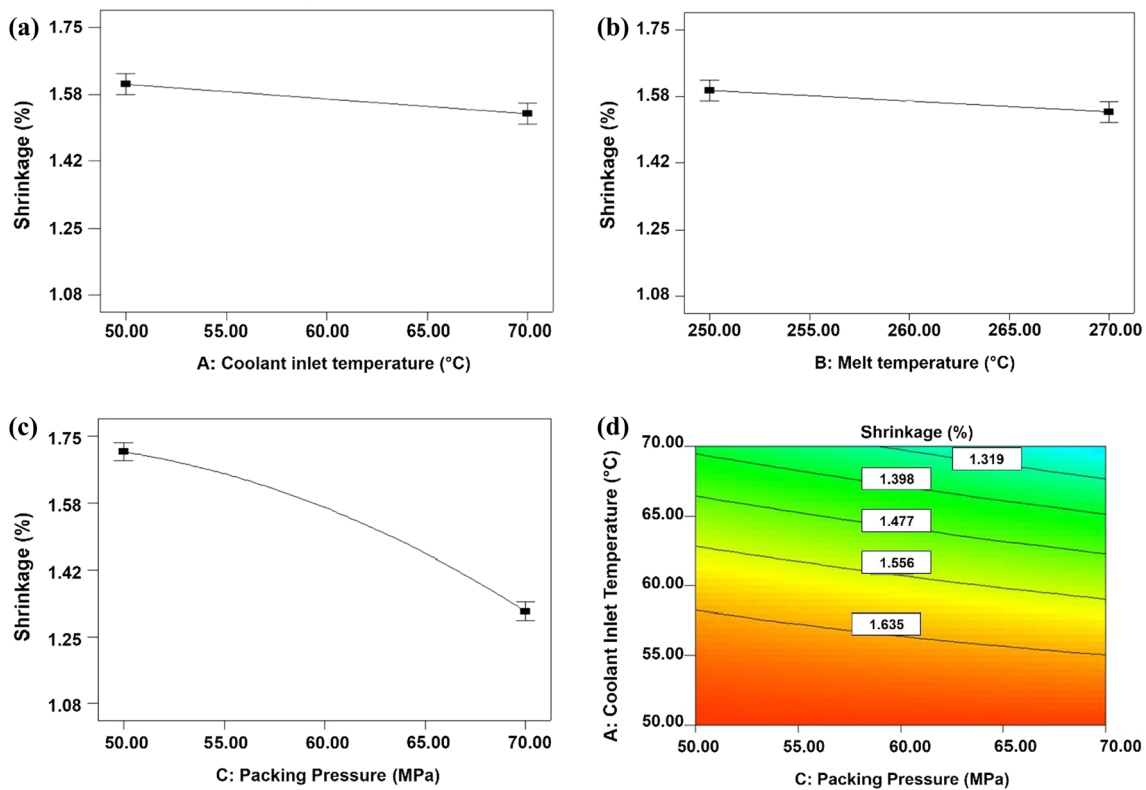 (a)
Shrinkage (%)
1.75
1.58
1.42
1.25
1.08
50.00 55.00 60.00 65.00 70.00
A: Coolant inlet temperature (°C)
(b)
Shrinkage (%)
1.75
1.58
1.42
1.25
1.08
250.00 255.00 260.00 265.00 270.00
B: Melt temperature (°C)
(c)
Shrinkage (%)
1.75
1.58
1.42
1.25
1.08
50.00 55.00 60.00 65.00 70.00
C: Packing Pressure (MPa)
(d)
Shrinkage (%)
A: Coolant Inlet Temperature (°C)
70.00
65.00
60.00
55.00
50.00
1.319
1.398
1.477
1.556
1.635
50.00 55.00 60.00 65.00 70.00
C: Packing Pressure (MPa)